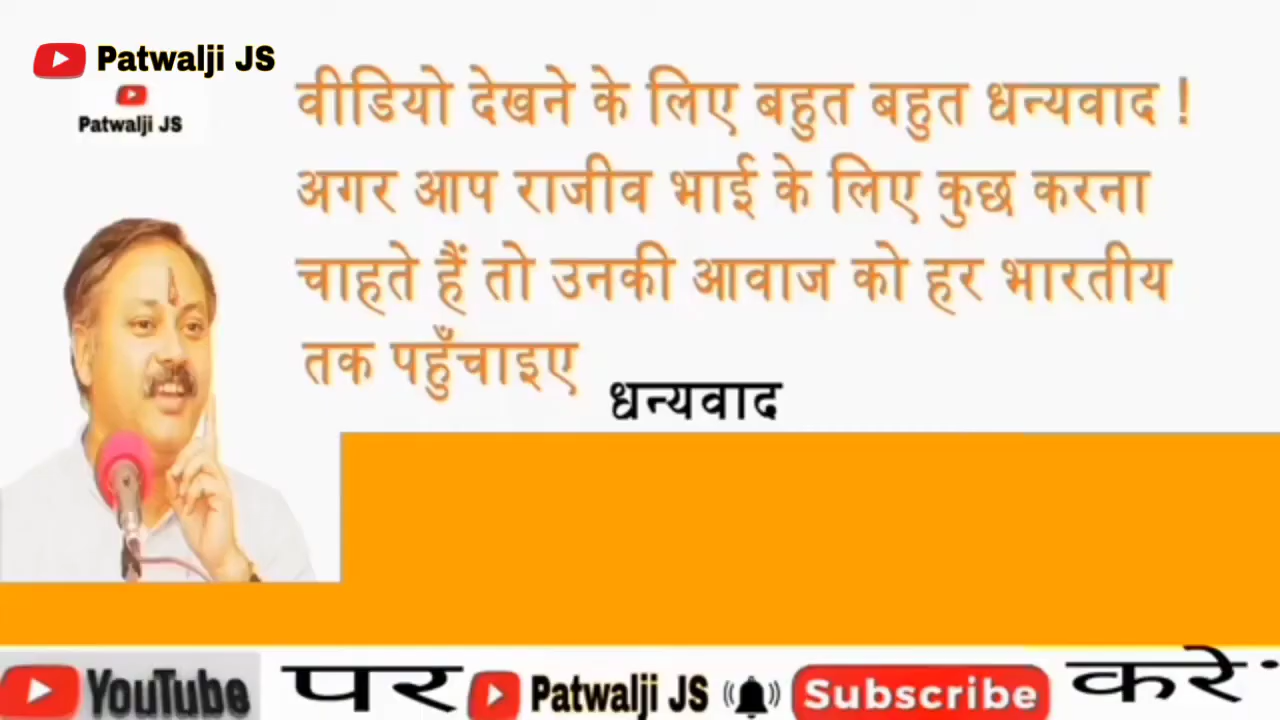 Patwalji JS
Patwalji JS
वीडियो देखने के लिए बहुत बहुत धन्यवाद !
अगर आप राजीव भाई के लिए कुछ करना
चाहते हैं तो उनकी आवाज को हर भारतीय
तक पहुँचाइए
धन्यवाद
YouTube पर Patwalji JS Subscribe करें